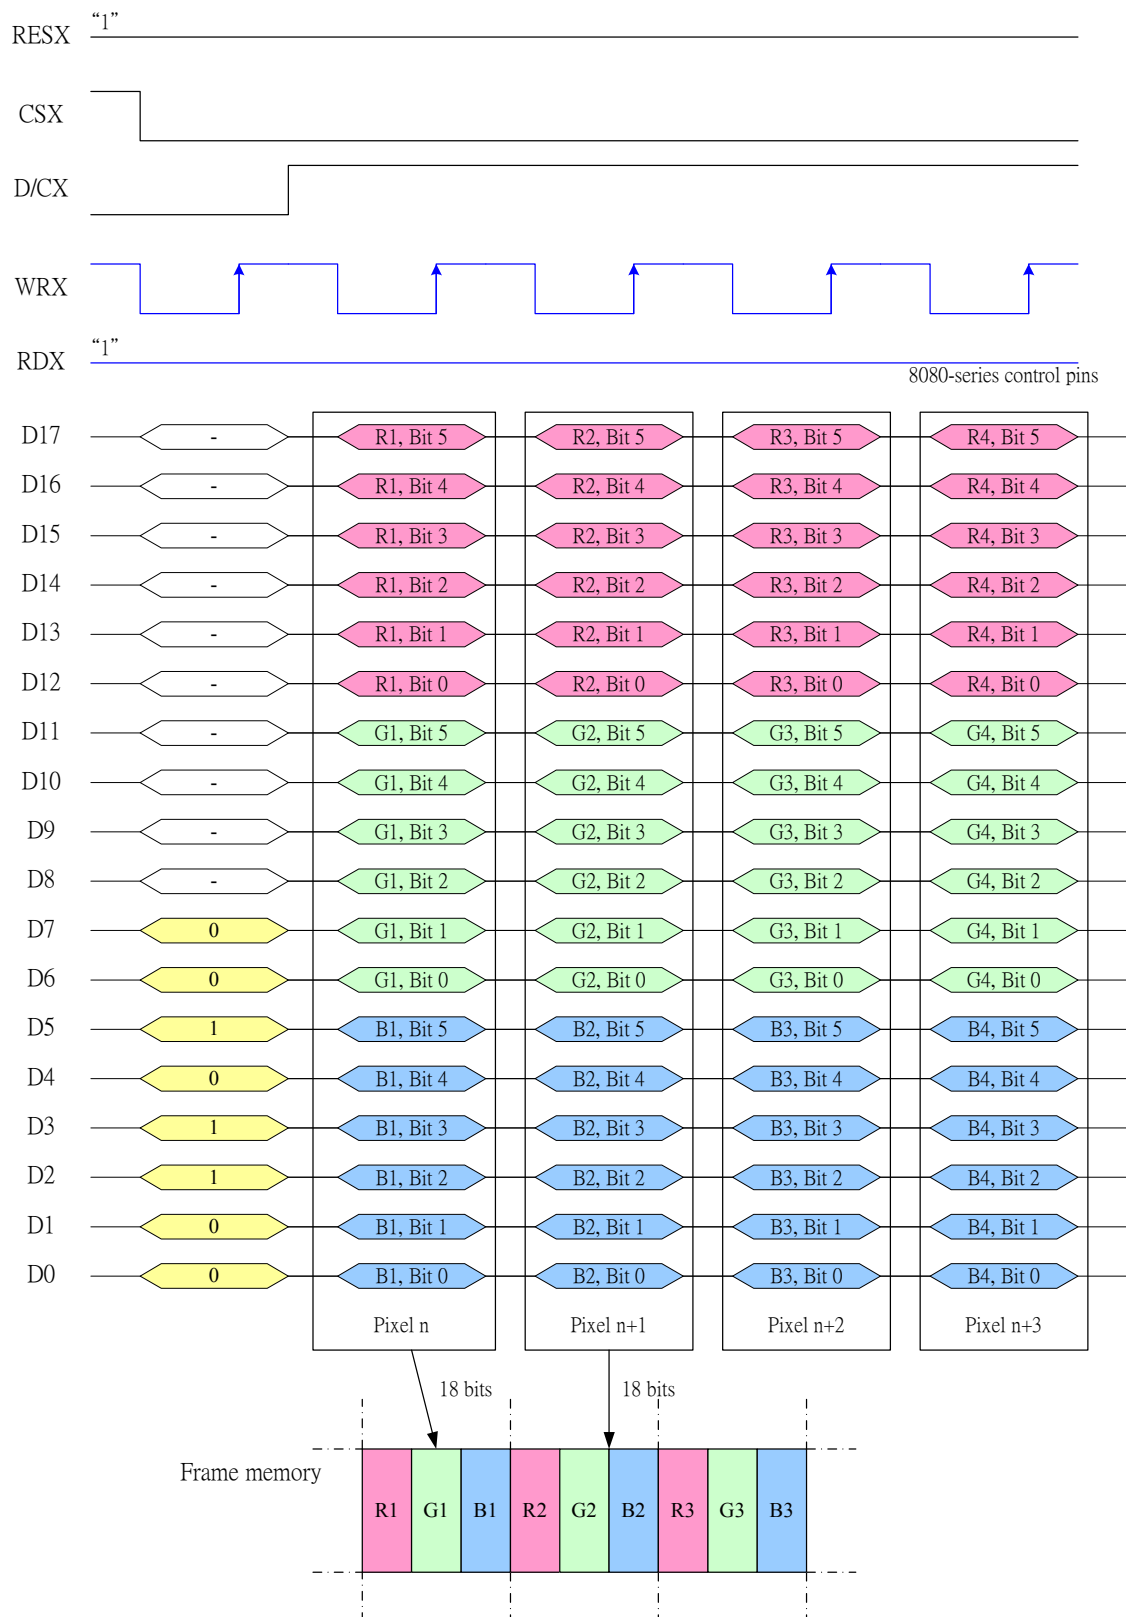 “1”
RESX
CSX
D/CX
WRX
“1”
RDX
8080-series control pins
D17 - R1, Bit 5 R2, Bit 5 R3, Bit 5 R4, Bit 5
D16 - R1, Bit 4 R2, Bit 4 R3, Bit 4 R4, Bit 4
D15 - R1, Bit 3 R2, Bit 3 R3, Bit 3 R4, Bit 3
D14 - R1, Bit 2 R2, Bit 2 R3, Bit 2 R4, Bit 2
D13 - R1, Bit 1 R2, Bit 1 R3, Bit 1 R4, Bit 1
D12 - R1, Bit 0 R2, Bit 0 R3, Bit 0 R4, Bit 0
D11 - G1, Bit 5 G2, Bit 5 G3, Bit 5 G4, Bit 5
D10 - G1, Bit 4 G2, Bit 4 G3, Bit 4 G4, Bit 4
D9 - G1, Bit 3 G2, Bit 3 G3, Bit 3 G4, Bit 3
D8 - G1, Bit 2 G2, Bit 2 G3, Bit 2 G4, Bit 2
D7 0 G1, Bit 1 G2, Bit 1 G3, Bit 1 G4, Bit 1
D6 0 G1, Bit 0 G2, Bit 0 G3, Bit 0 G4, Bit 0
D5 1 B1, Bit 5 B2, Bit 5 B3, Bit 5 B4, Bit 5
D4 0 B1, Bit 4 B2, Bit 4 B3, Bit 4 B4, Bit 4
D3 1 B1, Bit 3 B2, Bit 3 B3, Bit 3 B4, Bit 3
D2 1 B1, Bit 2 B2, Bit 2 B3, Bit 2 B4, Bit 2
D1 0 B1, Bit 1 B2, Bit 1 B3, Bit 1 B4, Bit 1
D0 0 B1, Bit 0 B2, Bit 0 B3, Bit 0 B4, Bit 0
Pixel n Pixel n+1 Pixel n+2 Pixel n+3
18 bits 18 bits
Frame memory
R1 G1 B1 R2 G2 B2 R3 G3 B3